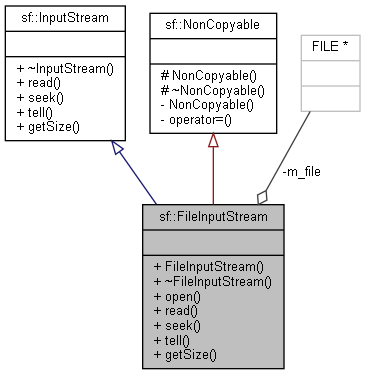 sf::InputStream
+ ~InputStream()
+ read()
+ seek()
+ tell()
+ getSize()
sf::NonCopyable
# NonCopyable()
# ~NonCopyable()
- NonCopyable()
- operator=()
FILE *
-m_file
sf::FileInputStream
+ FileInputStream()
+ ~FileInputStream()
+ open()
+ read()
+ seek()
+ tell()
+ getSize()